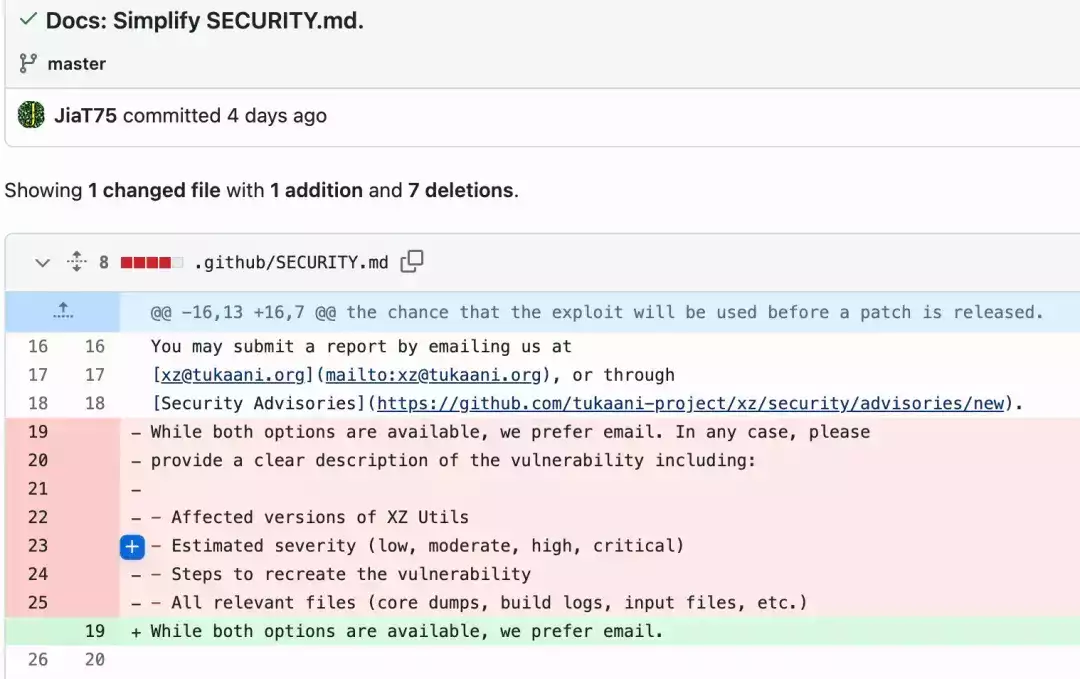 Docs: Simplify SECURITY.md.
master
JiaT75 committed 4 days ago
Showing 1 changed file with 1 addition and 7 deletions.
8 .github/SECURITY.md
@@ -16,13 +16,7 @@ the chance that the exploit will be used before a patch is released.
16 16 You may submit a report by emailing us at
17 17 [xz@tukaani.org](mailto:xz@tukaani.org), or through
18 18 [Security Advisories](https://github.com/tukaani-project/xz/security/advisories/new).
19 - While both options are available, we prefer email. In any case, please
20 - provide a clear description of the vulnerability including:
21 -
22 - - Affected versions of XZ Utils
23 + - Estimated severity (low, moderate, high, critical)
24 - - Steps to recreate the vulnerability
25 - - All relevant files (core dumps, build logs, input files, etc.)
19 + While both options are available, we prefer email.
26 20